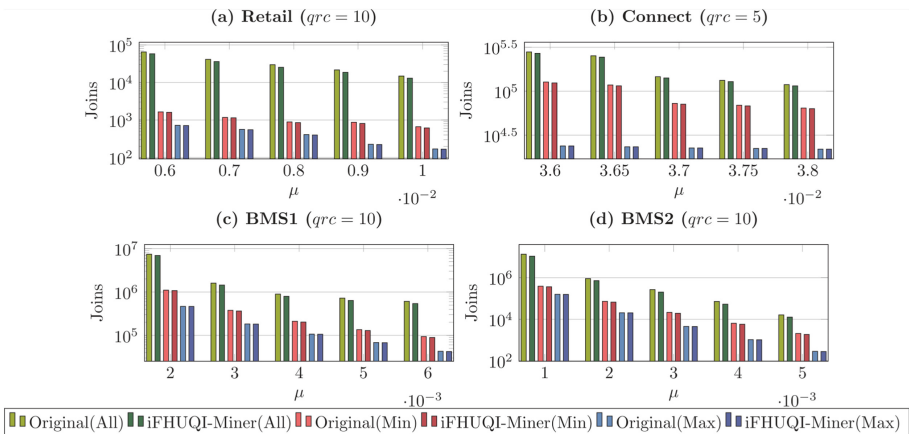 (a) Retail (qrc = 10)
Joins
10^5
10^4
10^3
10^2
0.6 0.7 0.8 0.9 1
μ
·10^-2
(b) Connect (qrc = 5)
Joins
10^5.5
10^5
10^4.5
3.6 3.65 3.7 3.75 3.8
μ
·10^-2
(c) BMS1 (qrc = 10)
Joins
10^7
10^6
10^5
2 3 4 5 6
μ
·10^-3
(d) BMS2 (qrc = 10)
Joins
10^6
10^4
10^2
1 2 3 4 5
μ
·10^-3
Original(All) iFHUQI-Miner(All) Original(Min) iFHUQI-Miner(Min) Original(Max) iFHUQI-Miner(Max)